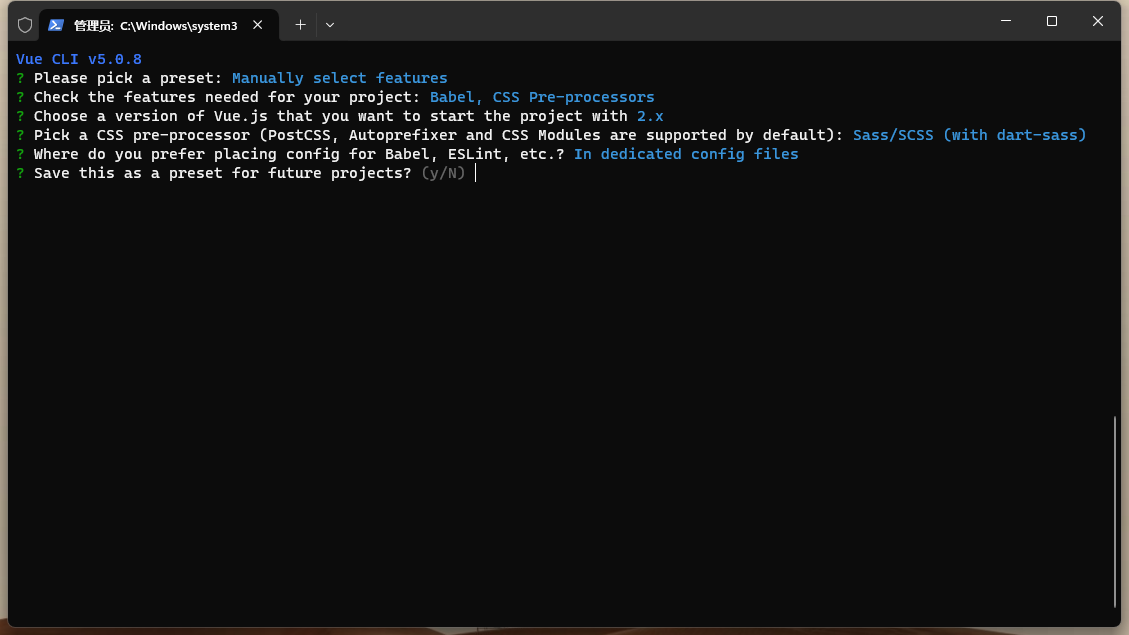 管理员: C:\Windows\system3
Vue CLI v5.0.8
? Please pick a preset: Manually select features
? Check the features needed for your project: Babel, CSS Pre-processors
? Choose a version of Vue.js that you want to start the project with 2.x
? Pick a CSS pre-processor (PostCSS, Autoprefixer and CSS Modules are supported by default): Sass/SCSS (with dart-sass)
? Where do you prefer placing config for Babel, ESLint, etc.? In dedicated config files
? Save this as a preset for future projects? (y/N)